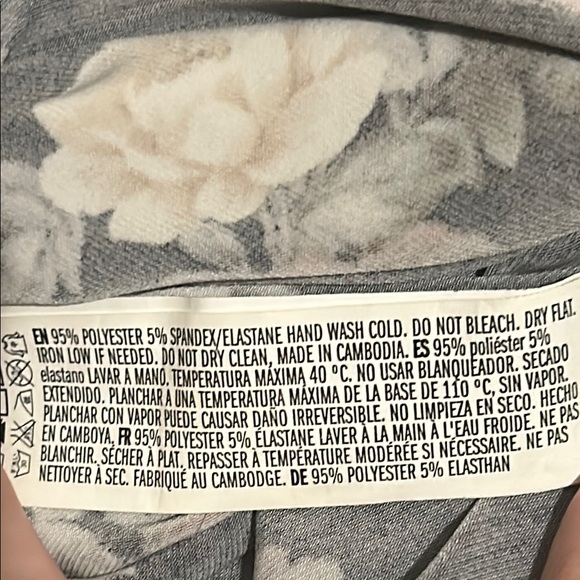 EN 95% POLYESTER 5% SPANDEX/ELASTANE HAND WASH COLD. DO NOT BLEACH. DRY FLAT.
IRON LOW IF NEEDED. DO NOT DRY CLEAN, MADE IN CAMBODIA. ES 95% poliéster 5%
elastano LAVAR A MANO, TEMPERATURA MÁXIMA 40 °C. NO USAR BLANQUEADOR. SECADO
EXTENDIDO. PLANCHAR A UNA TEMPERATURA MÁXIMA DE LA BASE DE 110 °C, SIN VAPOR.
PLANCHAR CON VAPOR PUEDE CAUSAR DAÑO IRREVERSIBLE. NO LIMPIEZA EN SECO. HECHO
EN CAMBOYA, FR 95% POLYESTER 5% ÉLASTANE LAVER À LA MAIN À L'EAU FROIDE. NE PAS
BLANCHIR. SÉCHER À PLAT, REPASSER À TEMPÉRATURE MODÉRÉE SI NÉCESSAIRE. NE PAS
NETTOYER À SEC. FABRIQUÉ AU CAMBODGE. DE 95% POLYESTER 5% ELASTHAN